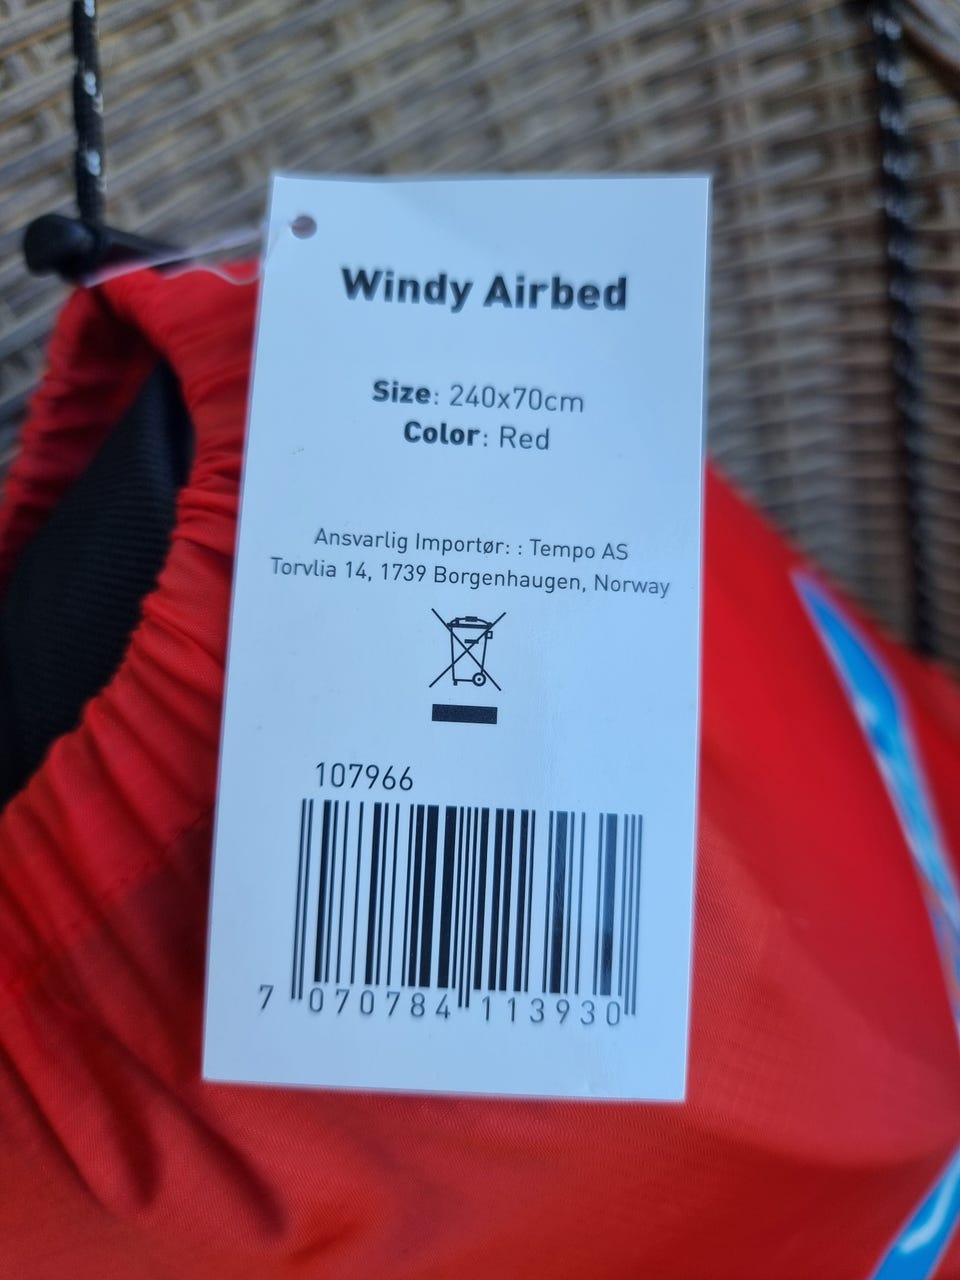 Windy Airbed
Size: 240x70cm
Color: Red
Ansvarlig Importør: : Tempo AS
Torvlia 14, 1739 Borgenhaugen, Norway
107966
7 070784 113930